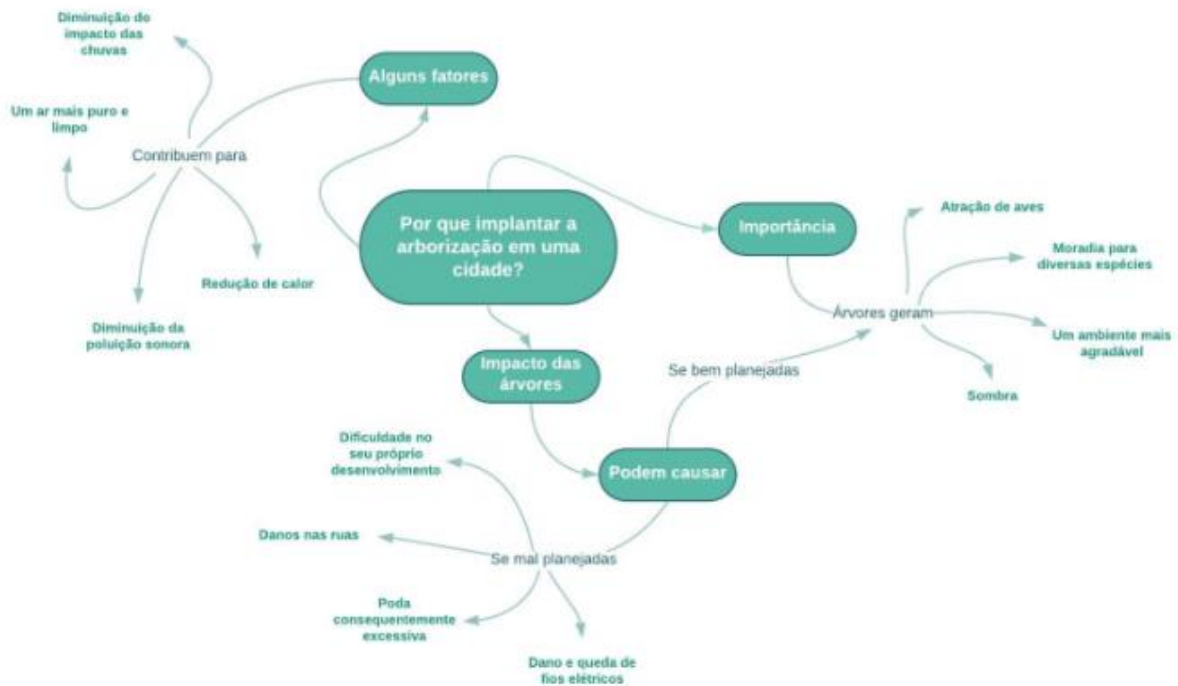 Diminuição do
impacto das
chuvas
Alguns fatores
Um ar mais puro e
limpo
Contribuem para
Redução de calor
Diminuição da
poluição sonora
Por que implantar a
arborização em uma
cidade?
Importância
Atração de aves
Moradia para
diversas espécies
Árvores geram
Um ambiente mais
agradável
Sombra
Impacto das
árvores
Se bem planejadas
Podem causar
Dificuldade no
seu próprio
desenvolvimento
Danos nas ruas
Se mal planejadas
Poda
consequentemente
excessiva
Dano e queda de
fios elétricos